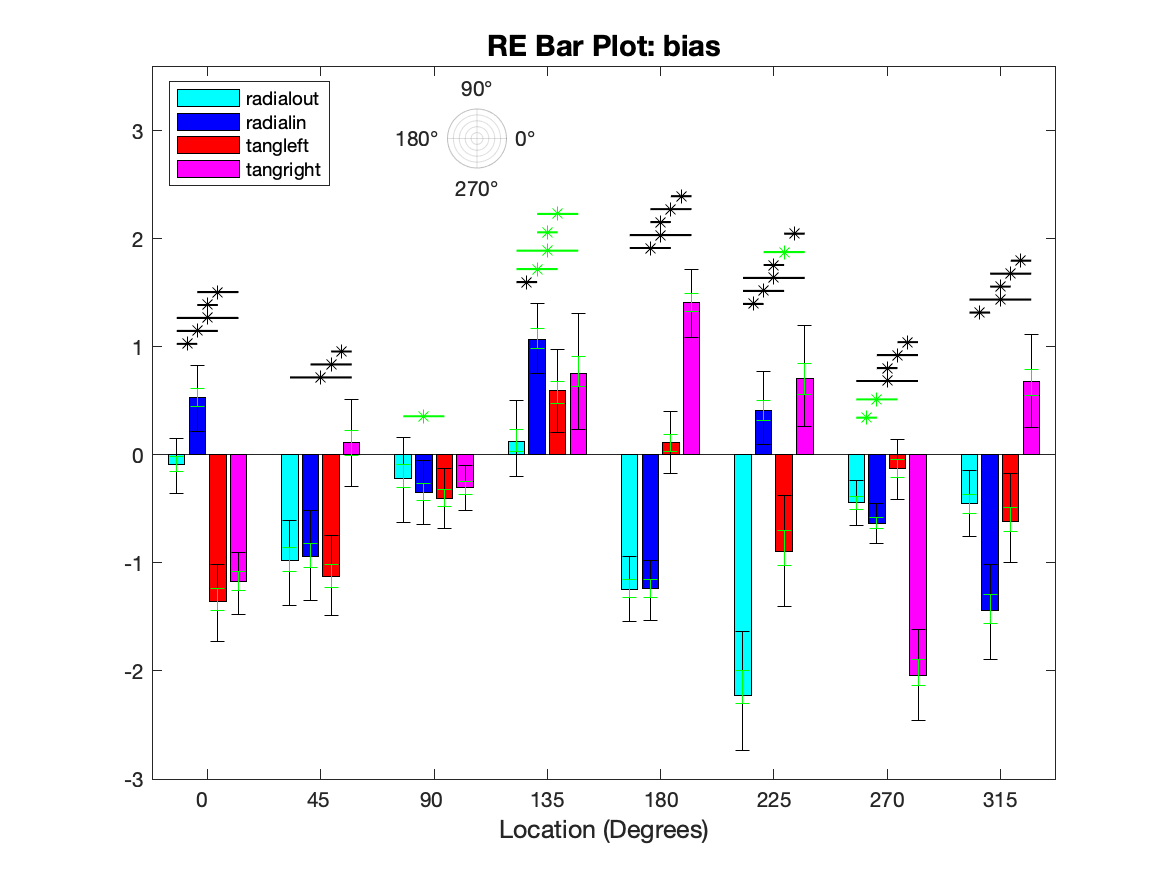 RE Bar Plot: bias
radialout
radialin
tangleft
tangright
90°
180° 0°
270°
3
2
1
0
-1
-2
-3
0 45 90 135 180 225 270 315
Location (Degrees)